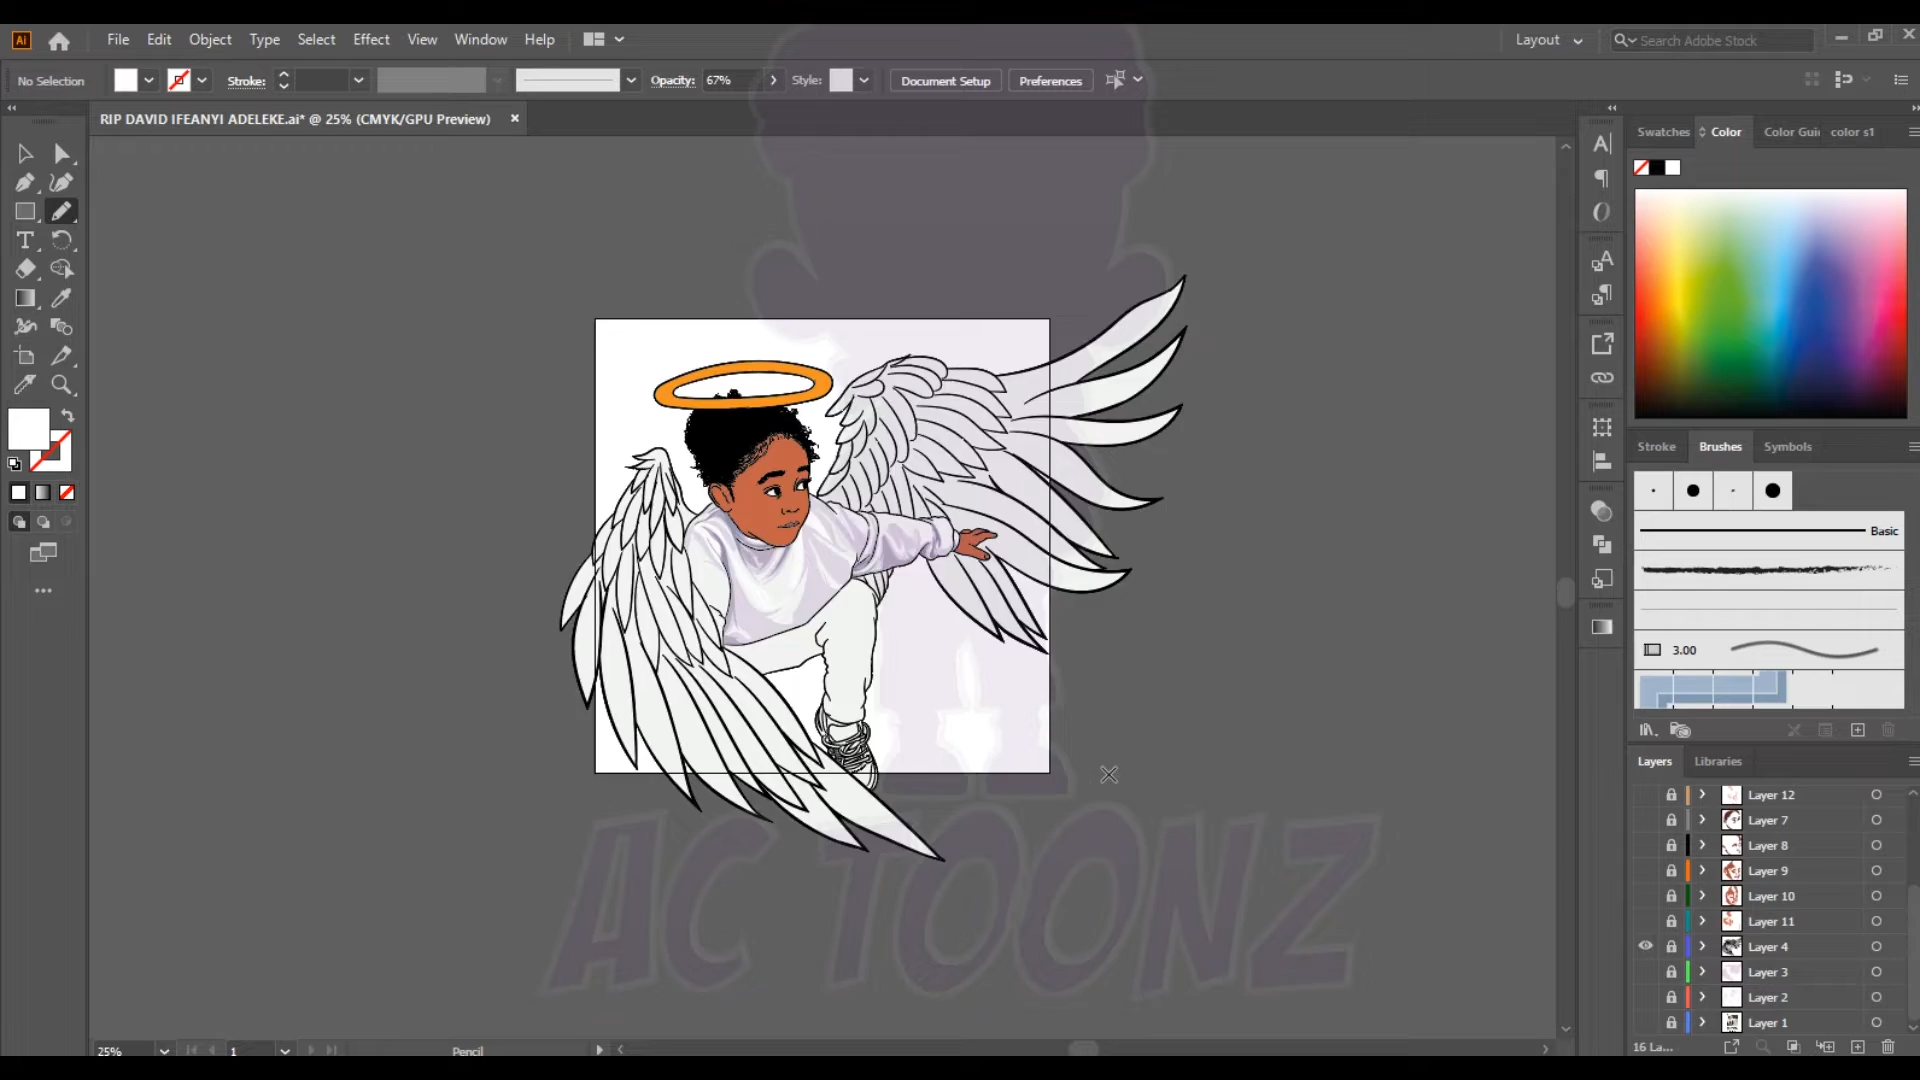 Ai File Edit Object Type Select Effect View Window Help Layout Search Adobe Stock
No Selection Stroke: Opacity: 67% Style: Document Setup Preferences
RIP DAVID IFEANYI ADELEKE.ai* @ 25% (CMYK/GPU Preview)
Swatches Color Color Gui color s1
Stroke Brushes Symbols
Basic
3.00
Layers Libraries
Layer 12
Layer 7
Layer 8
Layer 9
Layer 10
Layer 11
Layer 4
Layer 3
Layer 2
Layer 1
16 La...
AC TOONZ
25% 1 Pencil